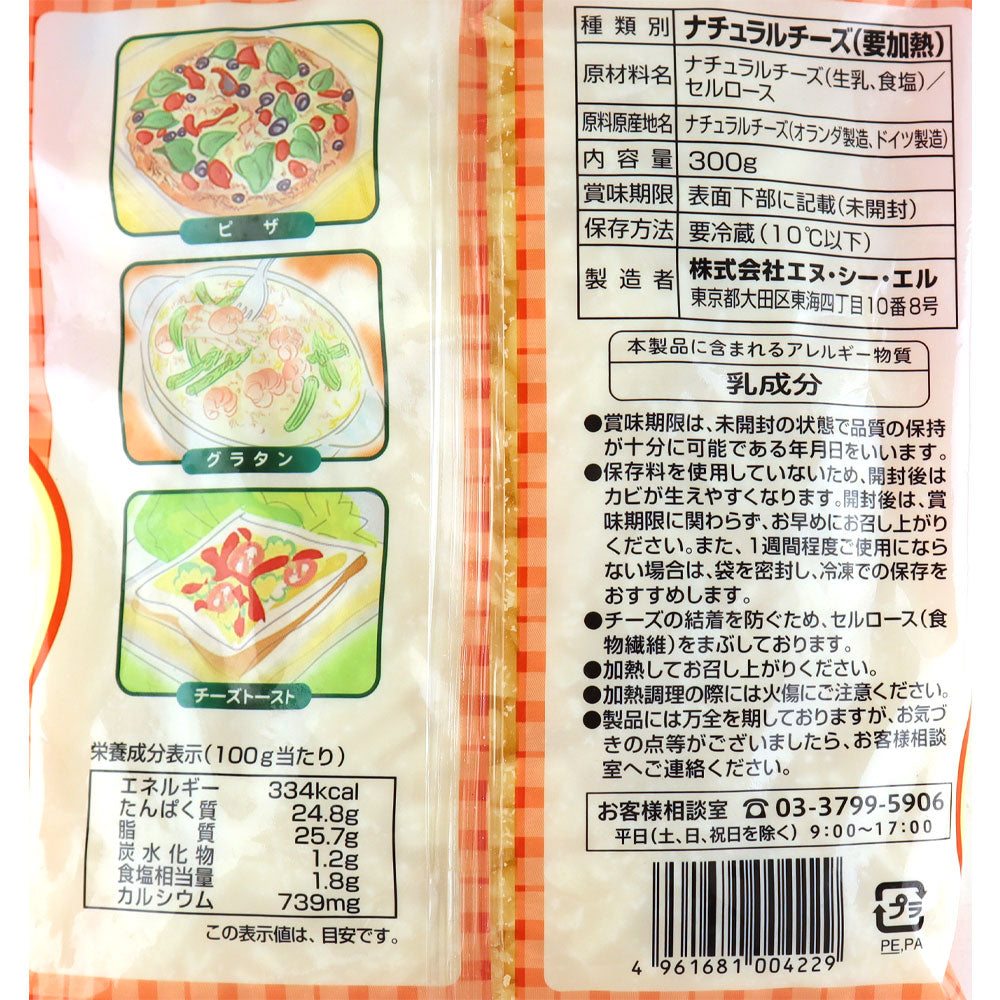 ピザ
グラタン
チーズトースト
栄養成分表示(100g当たり)
エネルギー 334kcal
たんぱく質 24.8g
脂質 25.7g
炭水化物 1.2g
食塩相当量 1.8g
カルシウム 739mg
この表示値は、目安です。
種類別 ナチュラルチーズ(要加熱)
原材料名 ナチュラルチーズ(生乳、食塩)/
セルロース
原料原産地名 ナチュラルチーズ(オランダ製造、ドイツ製造)
内容量 300g
賞味期限 表面下部に記載(未開封)
保存方法 要冷蔵(10℃以下)
製造者 株式会社エヌ・シー・エル
東京都大田区東海四丁目10番8号
本製品に含まれるアレルギー物質
乳成分
●賞味期限は、未開封の状態で品質の保持
が十分に可能である年月日をいいます。
●保存料を使用していないため、開封後は
カビが生えやすくなります。開封後は、賞
味期限に関わらず、お早めにお召し上がり
ください。また、1週間程度ご使用になら
ない場合は、袋を密封し、冷凍での保存を
おすすめします。
●チーズの結着を防ぐため、セルロース(食
物繊維)をまぶしております。
●加熱してお召し上がりください。
●加熱調理の際には火傷にご注意ください。
●製品には万全を期しておりますが、お気づ
きの点等がございましたら、お客様相談
室へご連絡ください。
お客様相談室 ☎03-3799-5906
平日(土、日、祝日を除く) 9:00~17:00
4 961681 004229
プラ
PE,PA